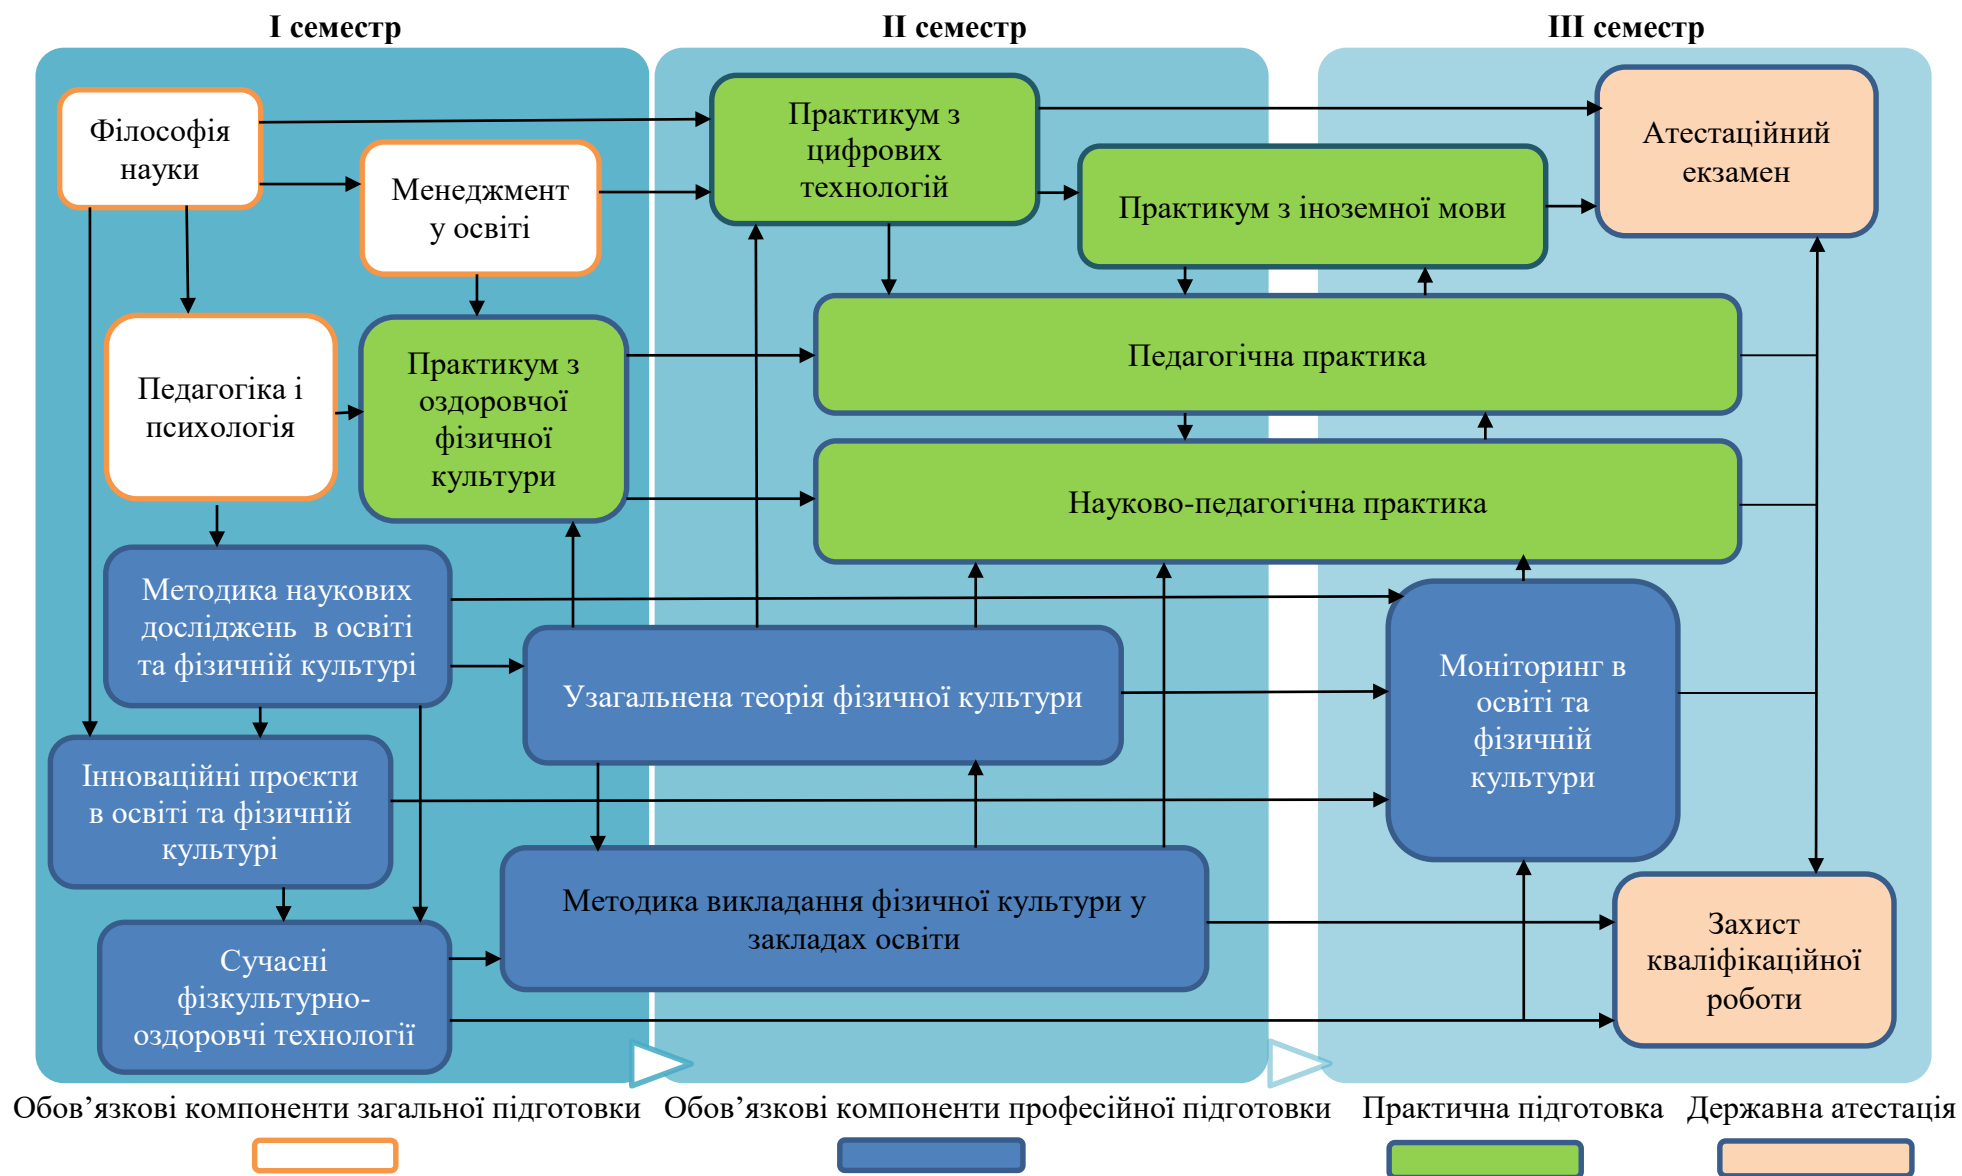 І семестр
ІІ семестр
ІІІ семестр
Філософія
науки
Менеджмент
у освіті
Педагогіка і
психологія
Практикум з
оздоровчої
фізичної
культури
Методика наукових
досліджень в освіті
та фізичній культурі
Інноваційні проєкти
в освіті та фізичній
культурі
Сучасні
фізкультурно-
оздоровчі технології
Практикум з
цифрових
технологій
Практикум з іноземної мови
Педагогічна практика
Науково-педагогічна практика
Узагальнена теорія фізичної культури
Методика викладання фізичної культури у
закладах освіти
Атестаційний
екзамен
Моніторинг в
освіті та
фізичній
культури
Захист
кваліфікаційної
роботи
Обов’язкові компоненти загальної підготовки
Обов’язкові компоненти професійної підготовки
Практична підготовка
Державна атестація